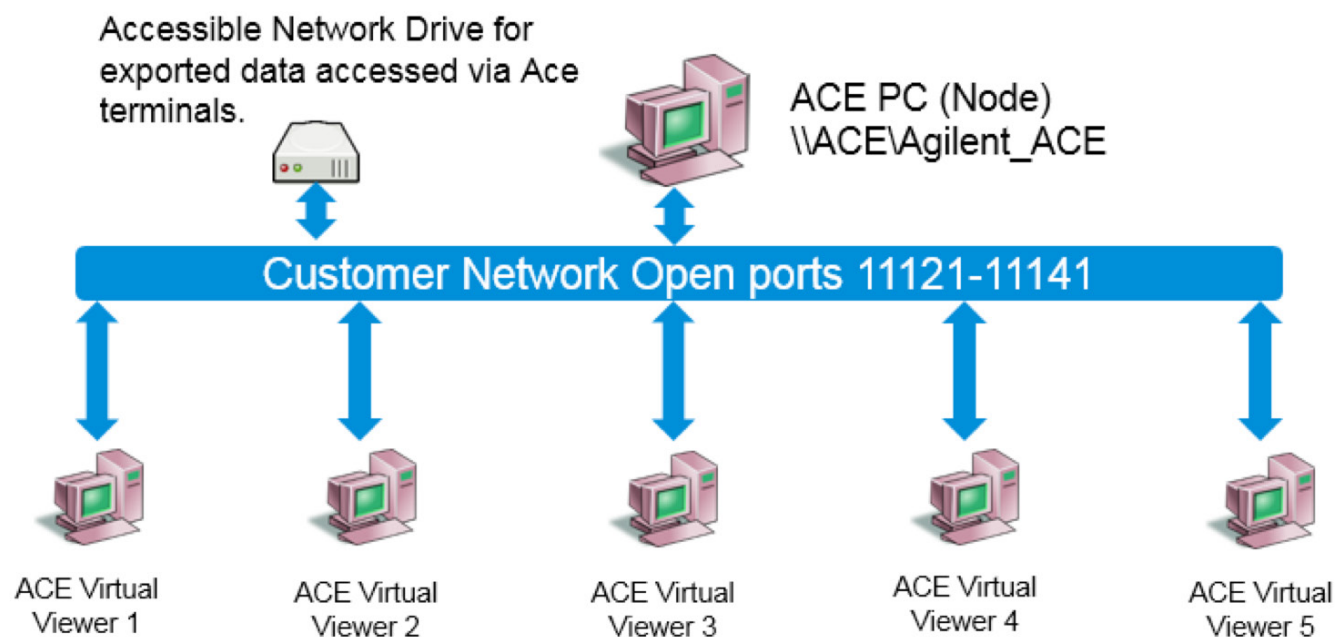 Accessible Network Drive for
exported data accessed via Ace
terminals.
ACE PC (Node)
\\ACE\Agilent_ACE
Customer Network Open ports 11121-11141
ACE Virtual
Viewer 1
ACE Virtual
Viewer 2
ACE Virtual
Viewer 3
ACE Virtual
Viewer 4
ACE Virtual
Viewer 5